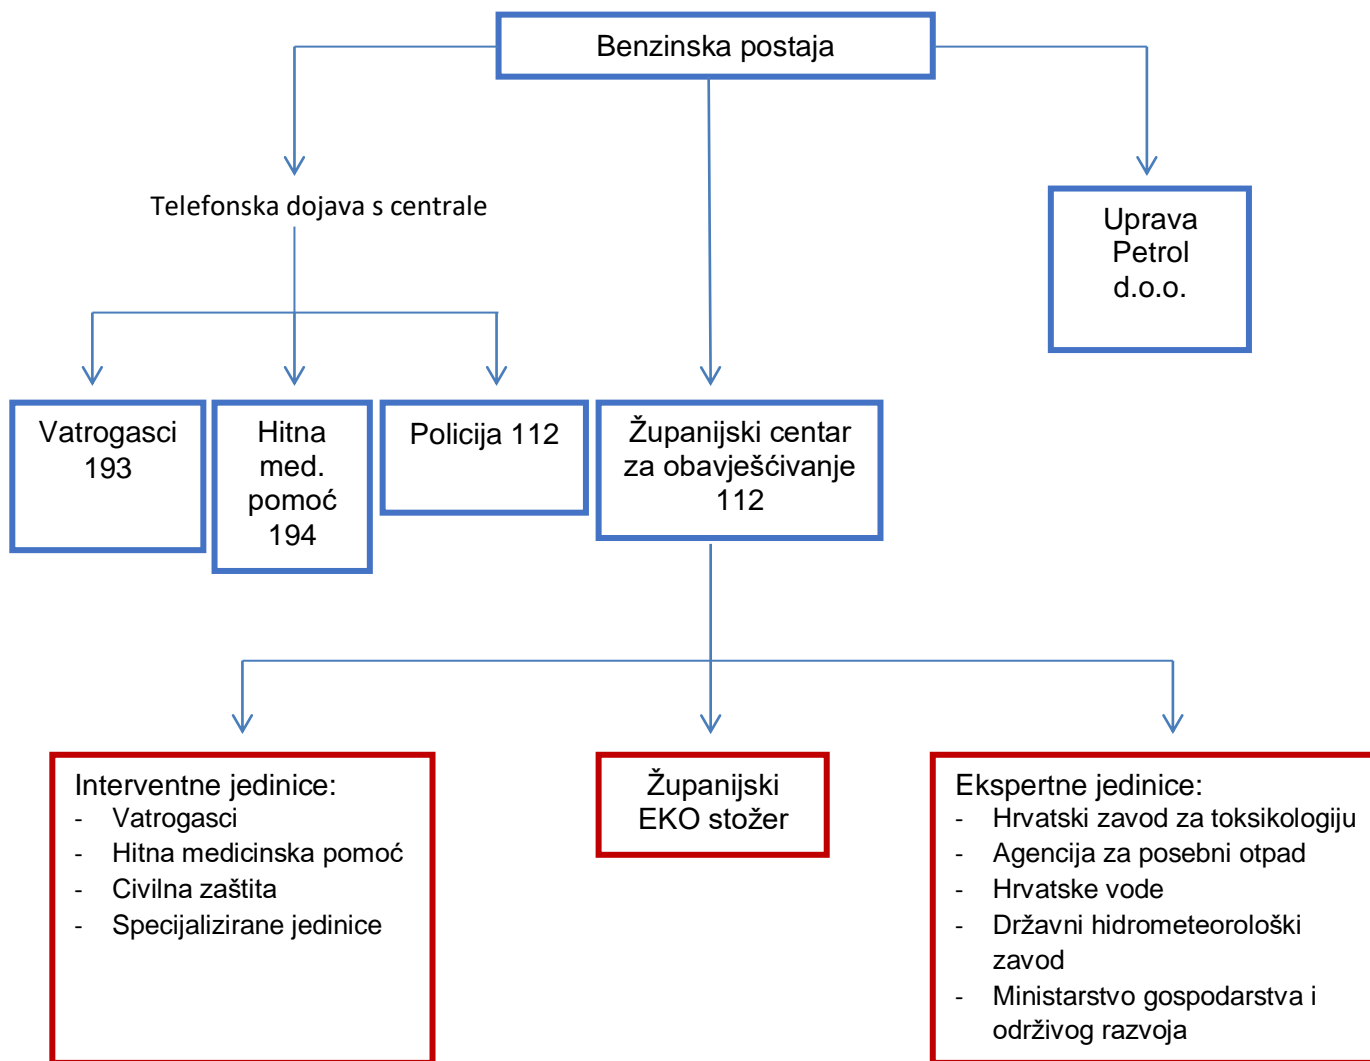 Benzinska postaja
Telefonska dojava s centrale
Uprava
Petrol
d.o.o.
Vatrogasci
193
Hitna
med.
pomoć
194
Policija 112
Županijski centar
za obavješćivanje
112
Interventne jedinice:
- Vatrogasci
- Hitna medicinska pomoć
- Civilna zaštita
- Specijalizirane jedinice
Županijski
EKO stožer
Ekspertne jedinice:
- Hrvatski zavod za toksikologiju
- Agencija za posebni otpad
- Hrvatske vode
- Državni hidrometeorološki
zavod
- Ministarstvo gospodarstva i
održivog razvoja